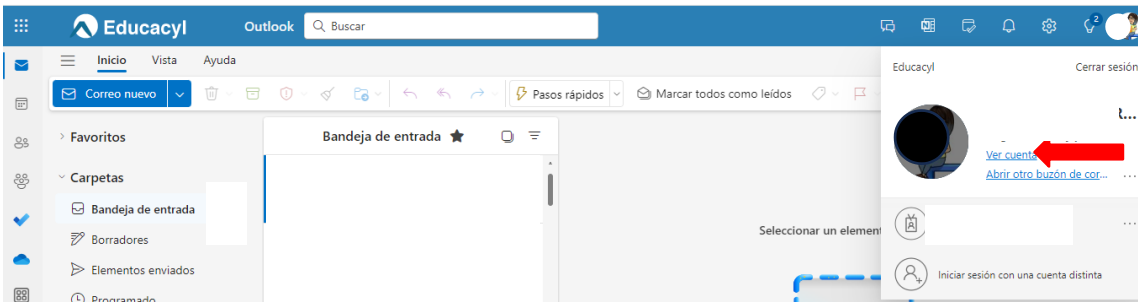 Educacyl
Outlook
Buscar
2
Inicio Vista Ayuda
Correo nuevo
Pasos rápidos
Marcar todos como leídos
Favoritos
Carpetas
Bandeja de entrada
Borradores
Elementos enviados
Programado
Bandeja de entrada
Seleccionar un element
Educacyl
Cerrar sesión
Ver cuenta
Abrir otro buzón de cor...
Iniciar sesión con una cuenta distinta